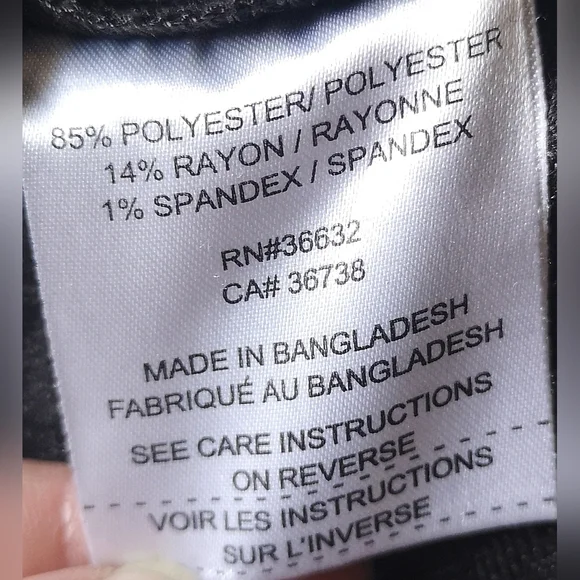 85% POLYESTER/ POLYESTER
14% RAYON / RAYONNE
1% SPANDEX / SPANDEX
RN#36632
CA# 36738
MADE IN BANGLADESH
FABRIQUÉ AU BANGLADESH
SEE CARE INSTRUCTIONS
ON REVERSE
VOIR LES INSTRUCTIONS
SUR L'INVERSE